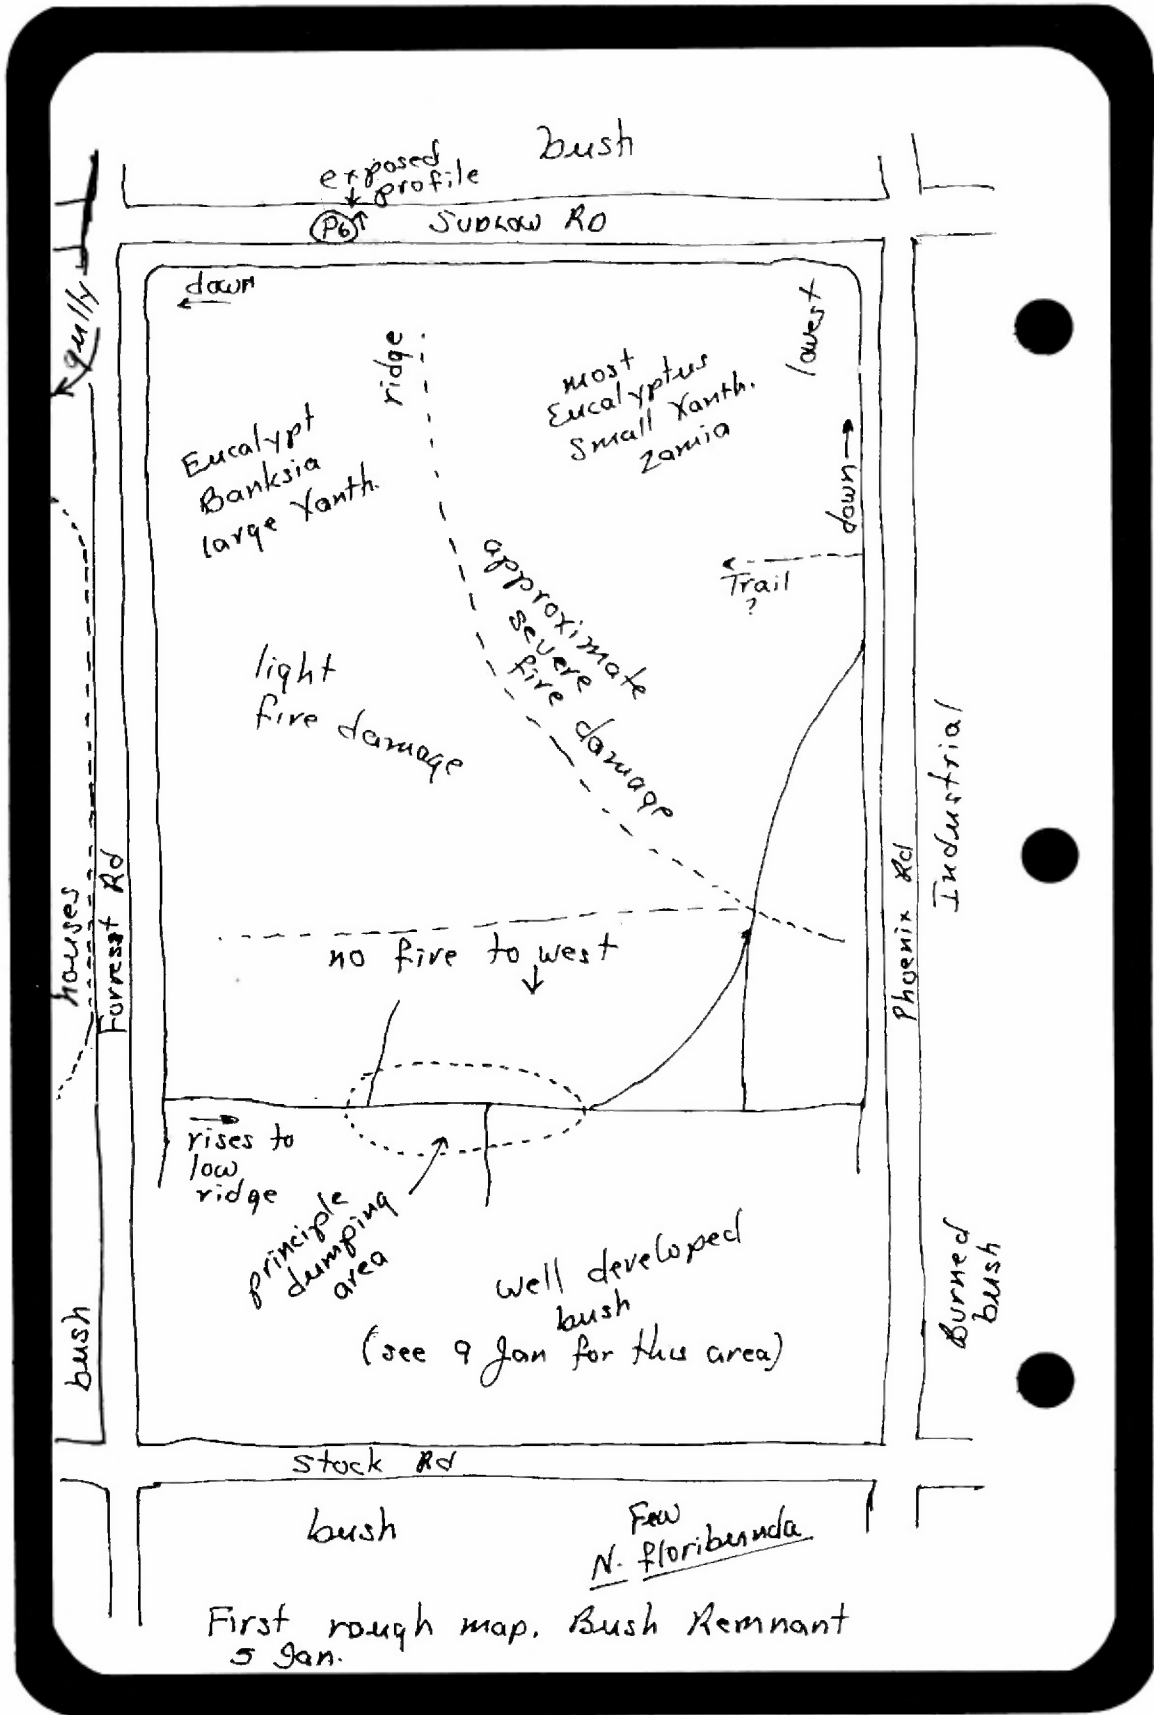 bush
exposed
profile
P6
SUDLOW RD
down
gully
ridge
lowest
most
Eucalyptus
Small Xanth.
Zamia
Eucalypt
Banksia
large Xanth.
down
approximate
severe
fire damage
Trail
?
light
fire damage
Industrial
houses
Forrest Rd
Phoenix Rd
no fire to west
rises to
low
ridge
principle
dumping
area
well developed
bush
(see 9 Jan for this area)
Burned
bush
bush
Stock Rd
bush
Few
N. floribunda
First rough map. Bush Remnant
5 Jan.